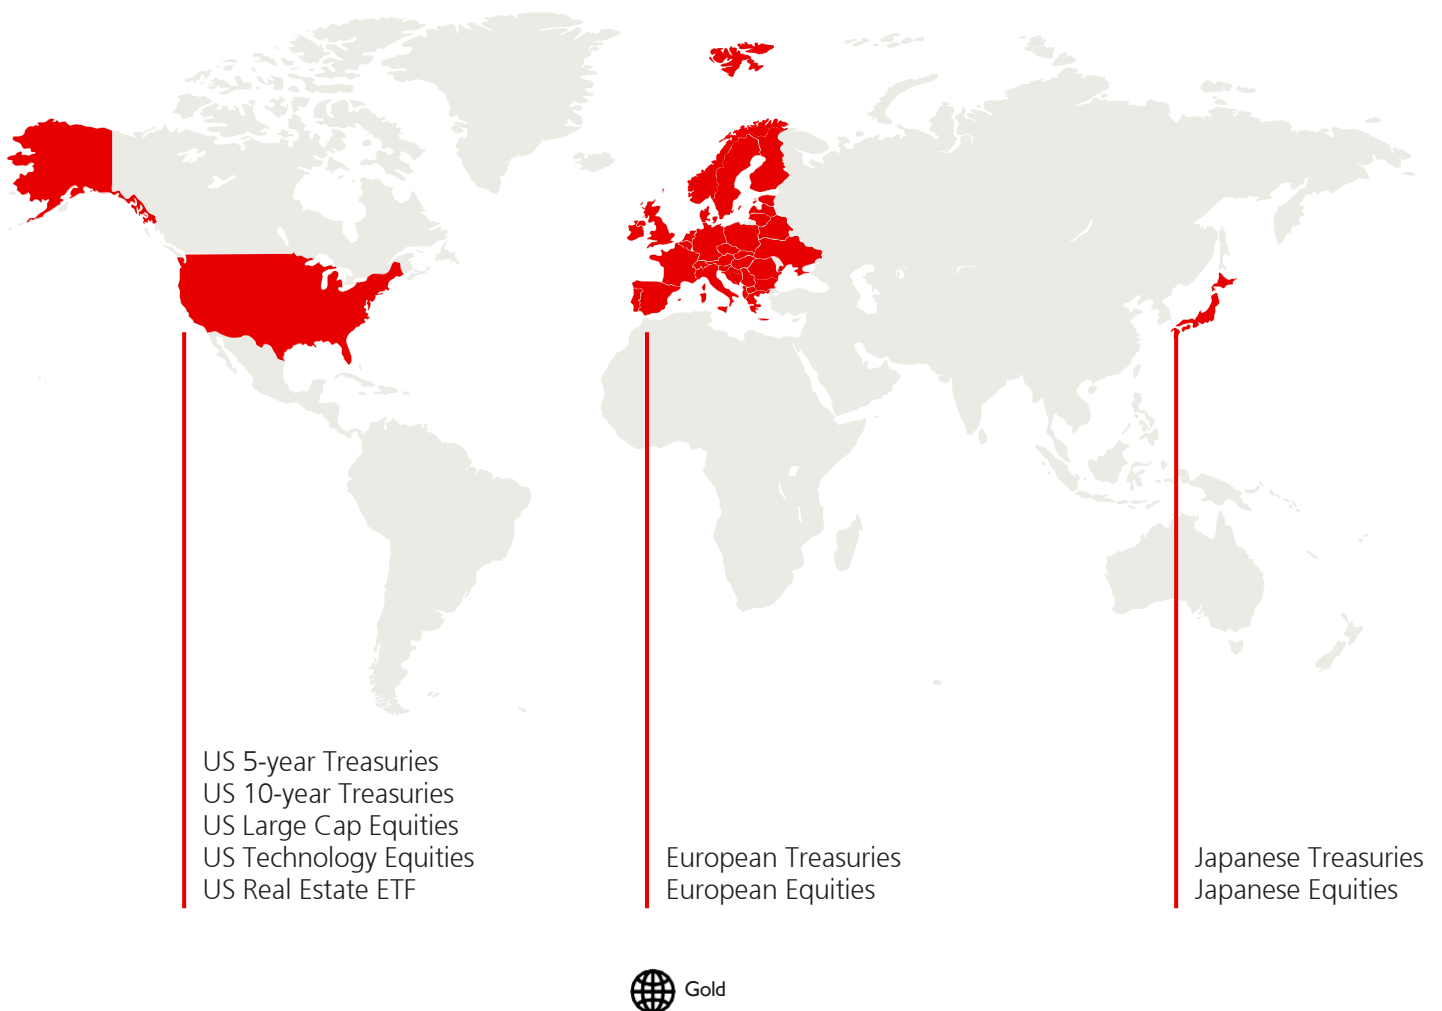 US 5-year Treasuries
US 10-year Treasuries
US Large Cap Equities
US Technology Equities
US Real Estate ETF
European Treasuries
European Equities
Japanese Treasuries
Japanese Equities
Gold